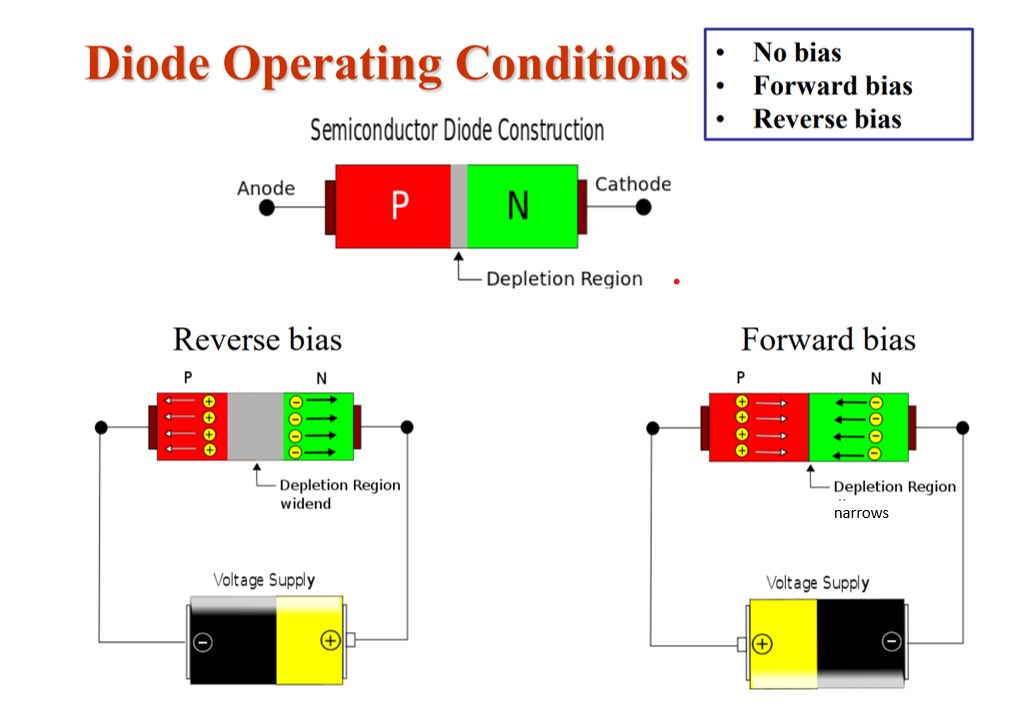 Diode Operating Conditions
• No bias
• Forward bias
• Reverse bias
Semiconductor Diode Construction
Anode
P
N
Cathode
Depletion Region
Reverse bias
P N
+ −
+ −
+ −
+ −
Depletion Region
widend
Voltage Supply
− +
Forward bias
P N
+ −
+ −
+ −
+ −
Depletion Region
narrows
Voltage Supply
+ −